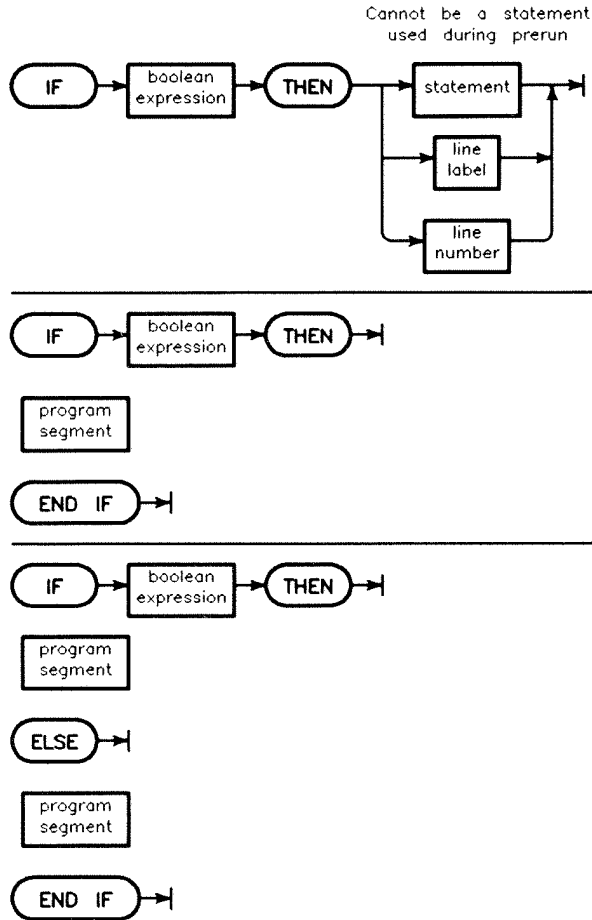 Cannot be a statement
used during prerun
IF
boolean
expression
THEN
statement
line
label
line
number
IF
boolean
expression
THEN
program
segment
END IF
IF
boolean
expression
THEN
program
segment
ELSE
program
segment
END IF